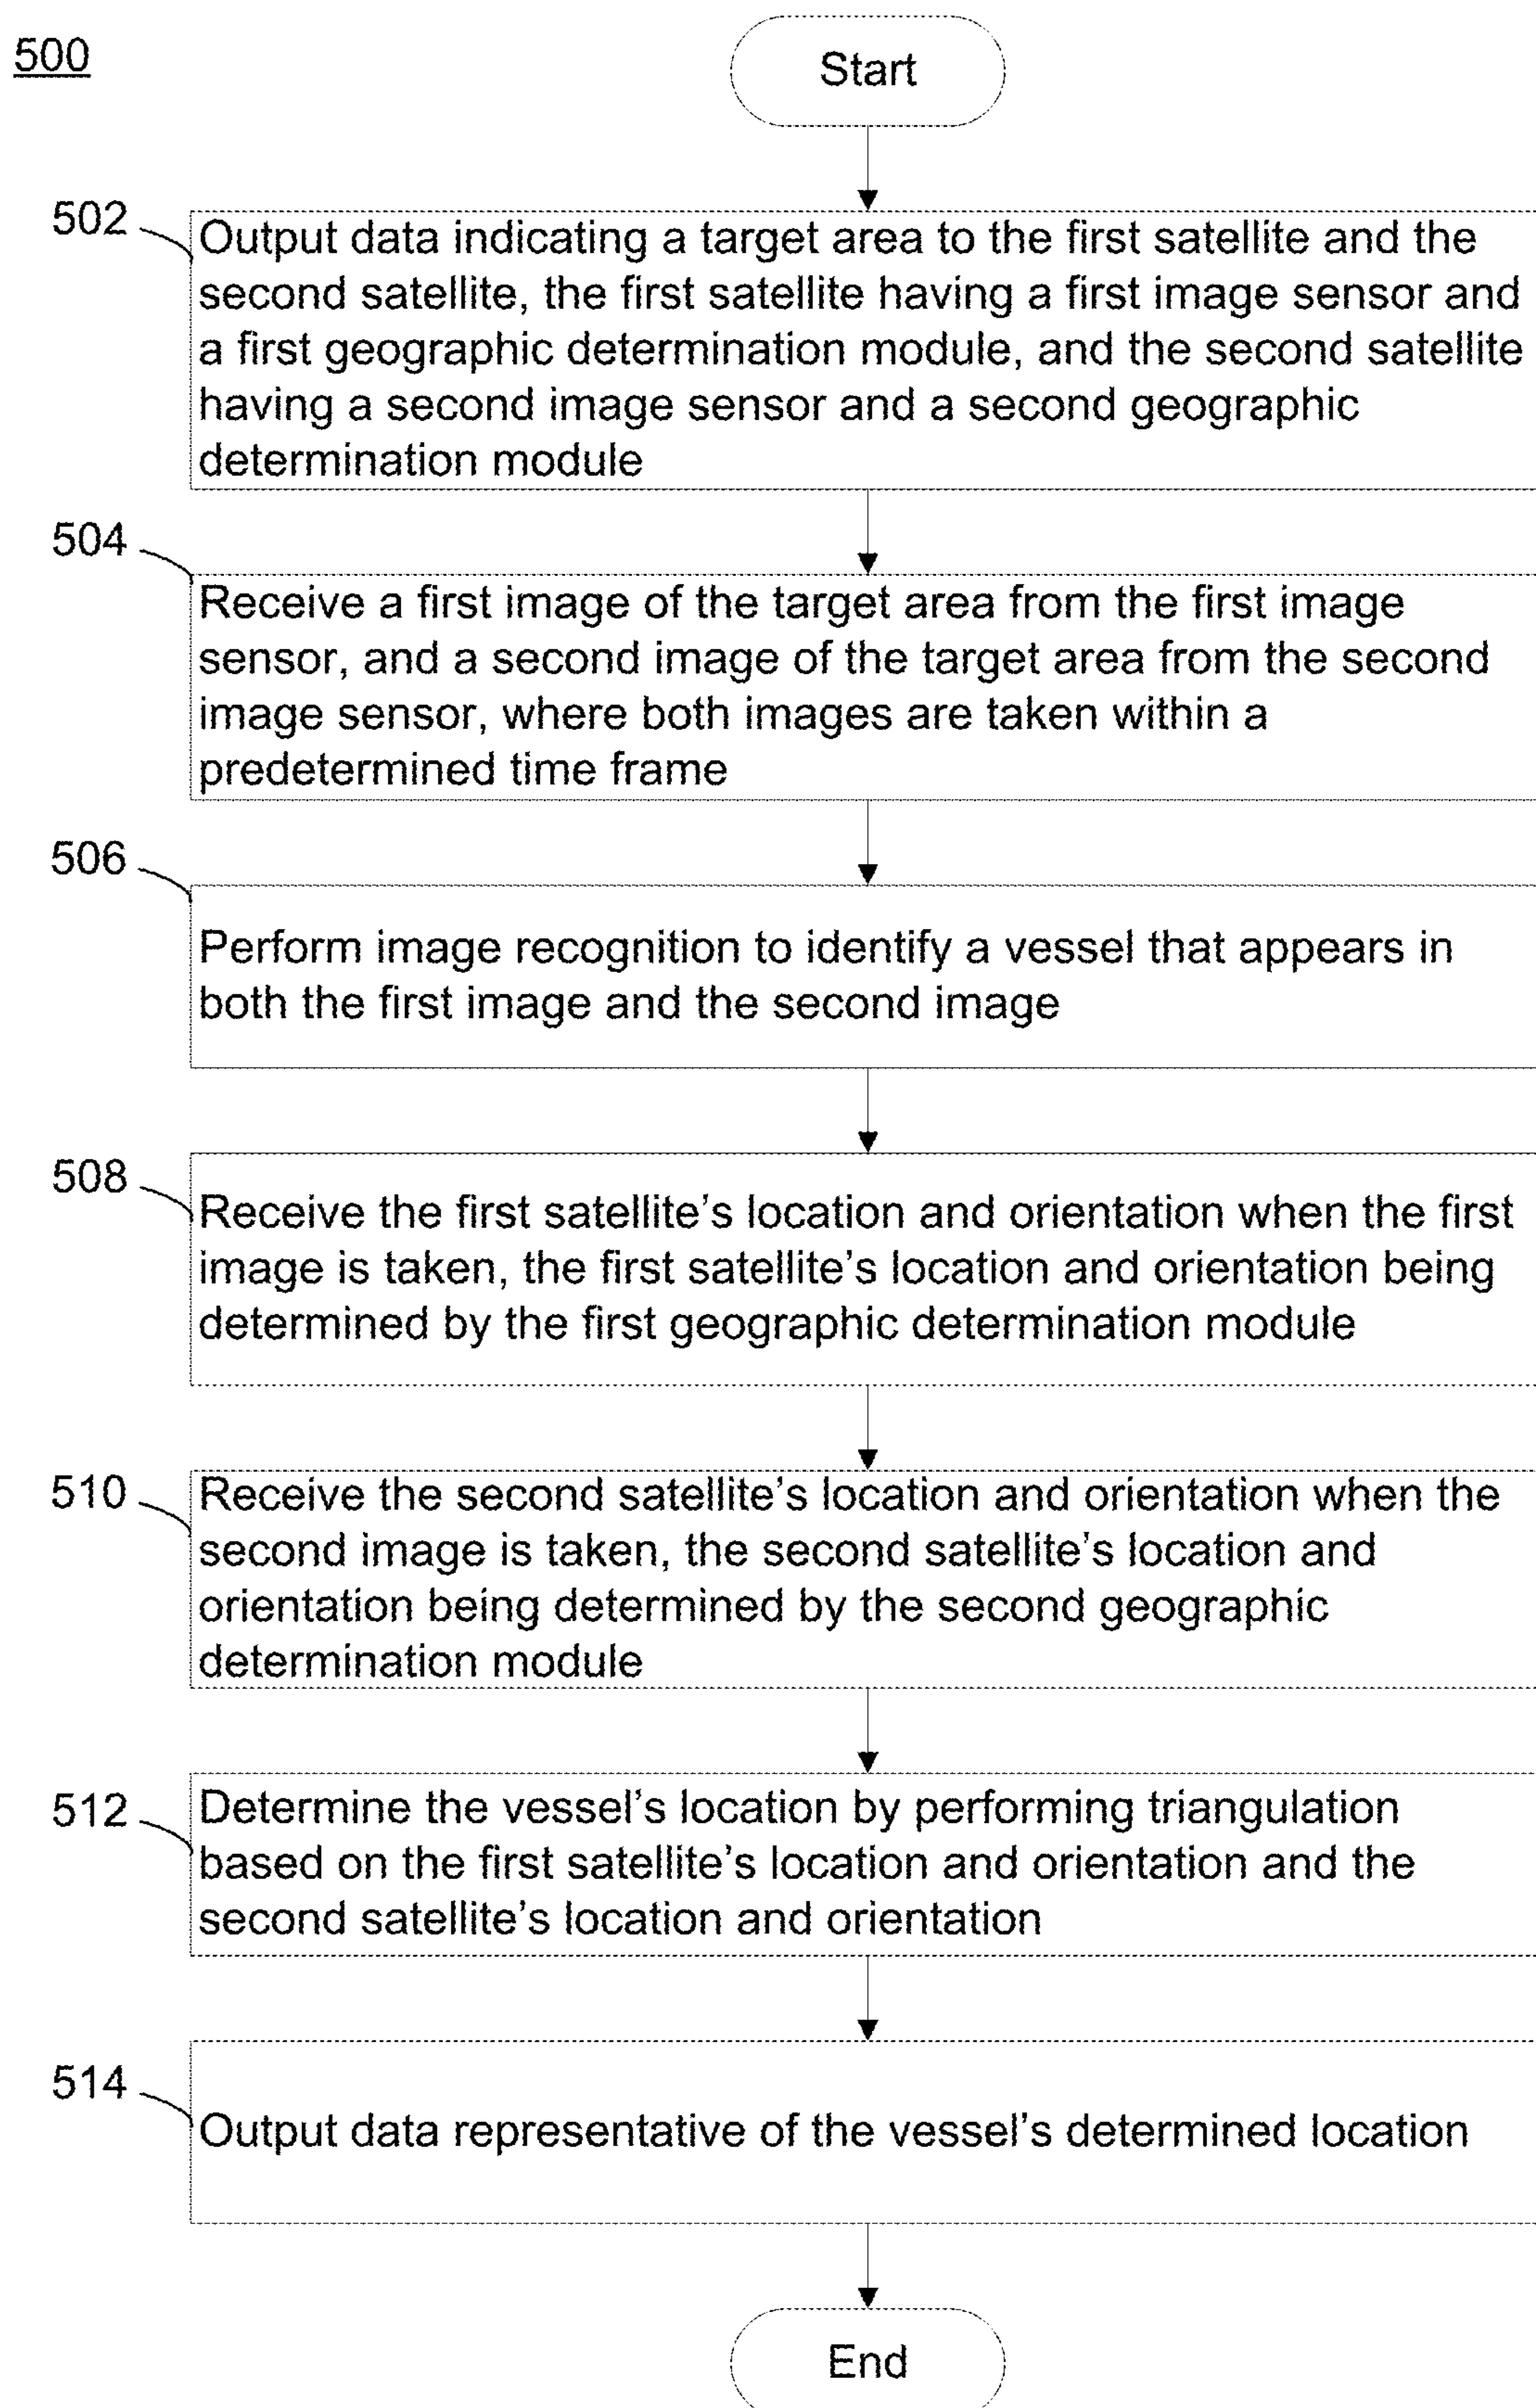 500
Start
502
Output data indicating a target area to the first satellite and the
second satellite, the first satellite having a first image sensor and
a first geographic determination module, and the second satellite
having a second image sensor and a second geographic
determination module
504
Receive a first image of the target area from the first image
sensor, and a second image of the target area from the second
image sensor, where both images are taken within a
predetermined time frame
506
Perform image recognition to identify a vessel that appears in
both the first image and the second image
508
Receive the first satellite's location and orientation when the first
image is taken, the first satellite's location and orientation being
determined by the first geographic determination module
510
Receive the second satellite's location and orientation when the
second image is taken, the second satellite's location and
orientation being determined by the second geographic
determination module
512
Determine the vessel's location by performing triangulation
based on the first satellite's location and orientation and the
second satellite's location and orientation
514
Output data representative of the vessel's determined location
End